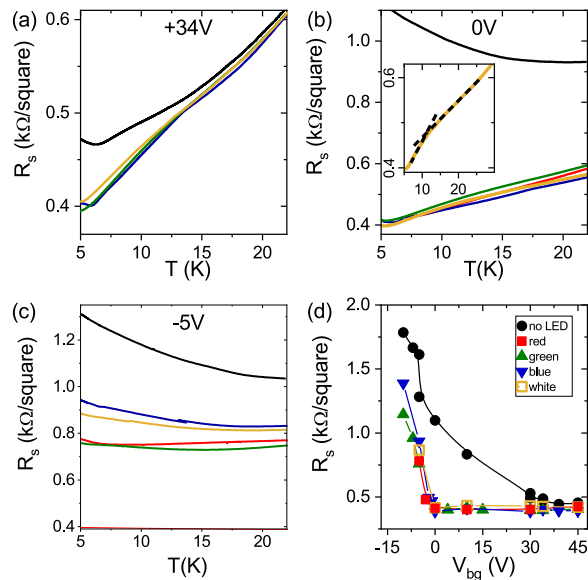 (a)
+34V
0.6
0.5
0.4
R_s (kΩ/square)
5
10
15
20
T (K)
(b)
0V
1.0
0.8
0.6
0.4
R_s (kΩ/square)
0.6
0.4
5
10
15
20
5
10
15
20
T(K)
(c)
-5V
1.2
1.0
0.8
0.6
0.4
R_s (kΩ/square)
5
10
15
20
T(K)
(d)
2.0
1.5
1.0
0.5
R_s (kΩ/square)
no LED
red
green
blue
white
-15
0
15
30
45
V_bg (V)